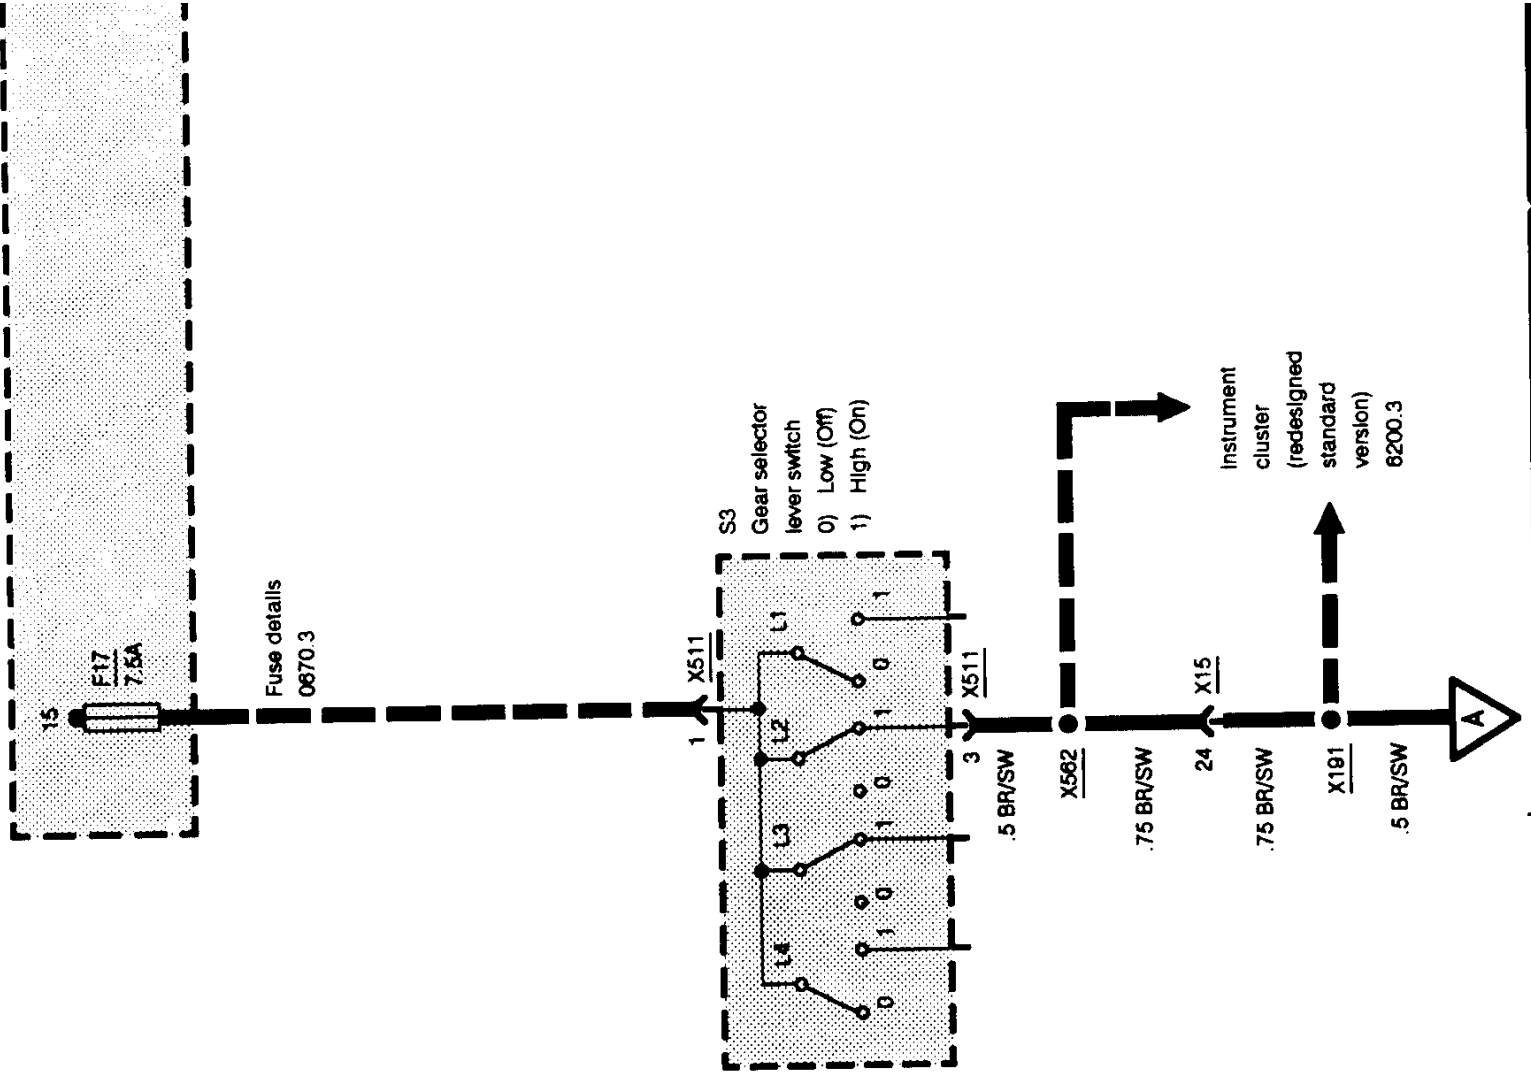 15
F17
7.5A
Fuse details
0670.3
1
X511
S3
Gear selector
lever switch
0) Low (Off)
1) High (On)
L4
L3
L2
L1
0
1
0
1
0
1
0
1
3
X511
.5 BR/SW
X562
.75 BR/SW
24
X15
.75 BR/SW
X191
.5 BR/SW
A
Instrument
cluster
(redesigned
standard
version)
6200.3